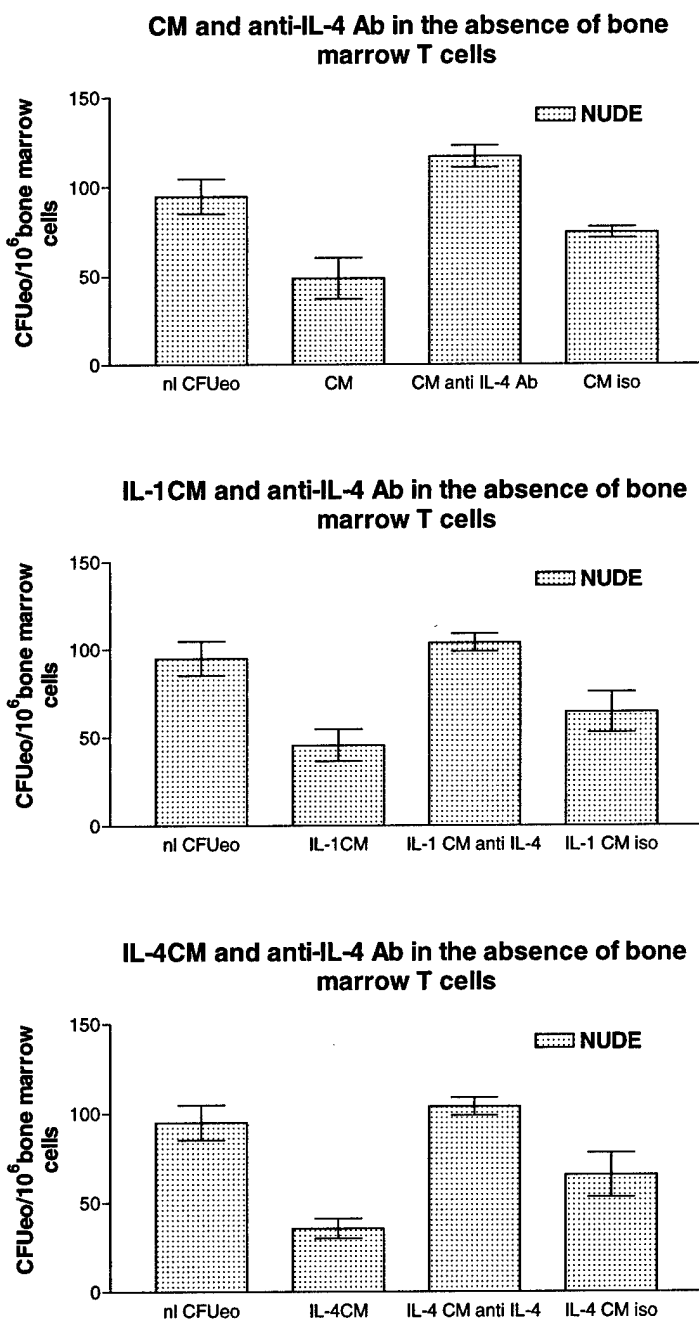 CM and anti-IL-4 Ab in the absence of bone
marrow T cells
CFUeo/10⁶bone marrow
cells
150
100
50
0
NUDE
nl CFUeo
CM
CM anti IL-4 Ab
CM iso
IL-1CM and anti-IL-4 Ab in the absence of bone
marrow T cells
CFUeo/10⁶bone marrow
cells
150
100
50
0
NUDE
nl CFUeo
IL-1CM
IL-1 CM anti IL-4
IL-1 CM iso
IL-4CM and anti-IL-4 Ab in the absence of bone
marrow T cells
CFUeo/10⁶bone marrow
cells
150
100
50
0
NUDE
nl CFUeo
IL-4CM
IL-4 CM anti IL-4
IL-4 CM iso